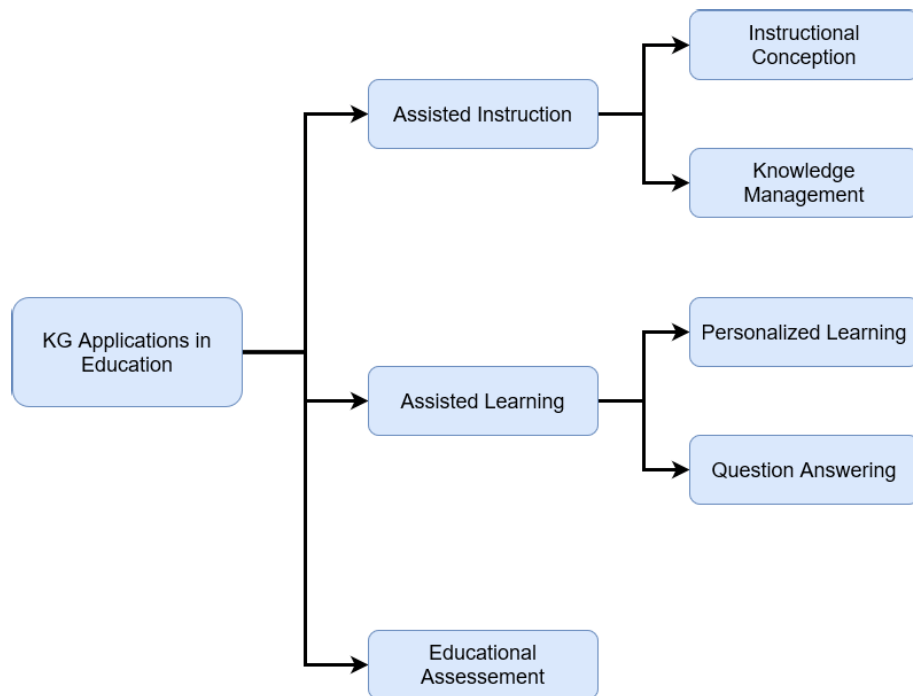 Instructional
Conception
Assisted Instruction
Knowledge
Management
KG Applications in
Education
Personalized Learning
Assisted Learning
Question Answering
Educational
Assessement